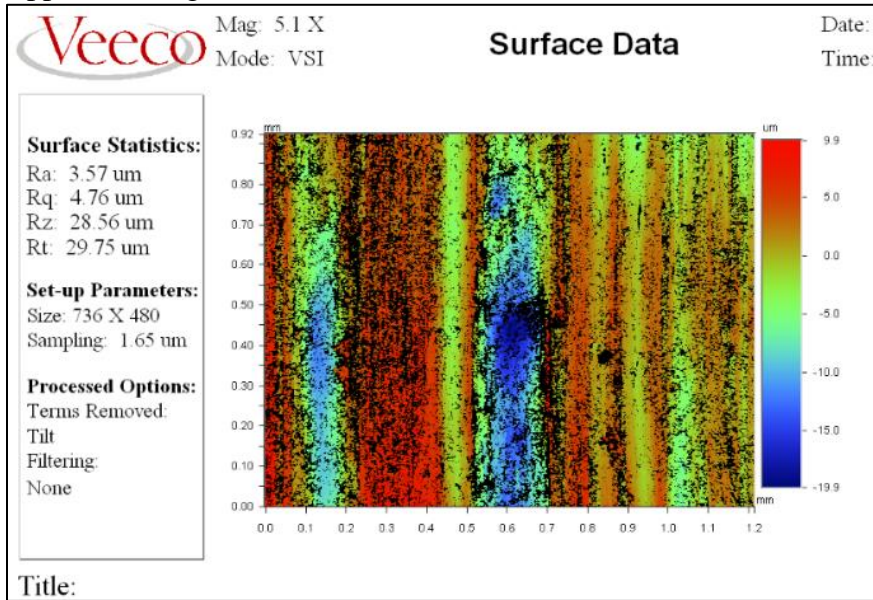 Veeco
Mag: 5.1 X
Mode: VSI
Surface Data
Date:
Time:
Surface Statistics:
Ra: 3.57 um
Rq: 4.76 um
Rz: 28.56 um
Rt: 29.75 um
Set-up Parameters:
Size: 736 X 480
Sampling: 1.65 um
Processed Options:
Terms Removed:
Tilt
Filtering:
None
mm
0.92
0.80
0.70
0.60
0.50
0.40
0.30
0.20
0.10
0.00
0.0 0.1 0.2 0.3 0.4 0.5 0.6 0.7 0.8 0.9 1.0 1.1 1.2
mm
um
9.9
5.0
0.0
-5.0
-10.0
-15.0
-19.9
Title: